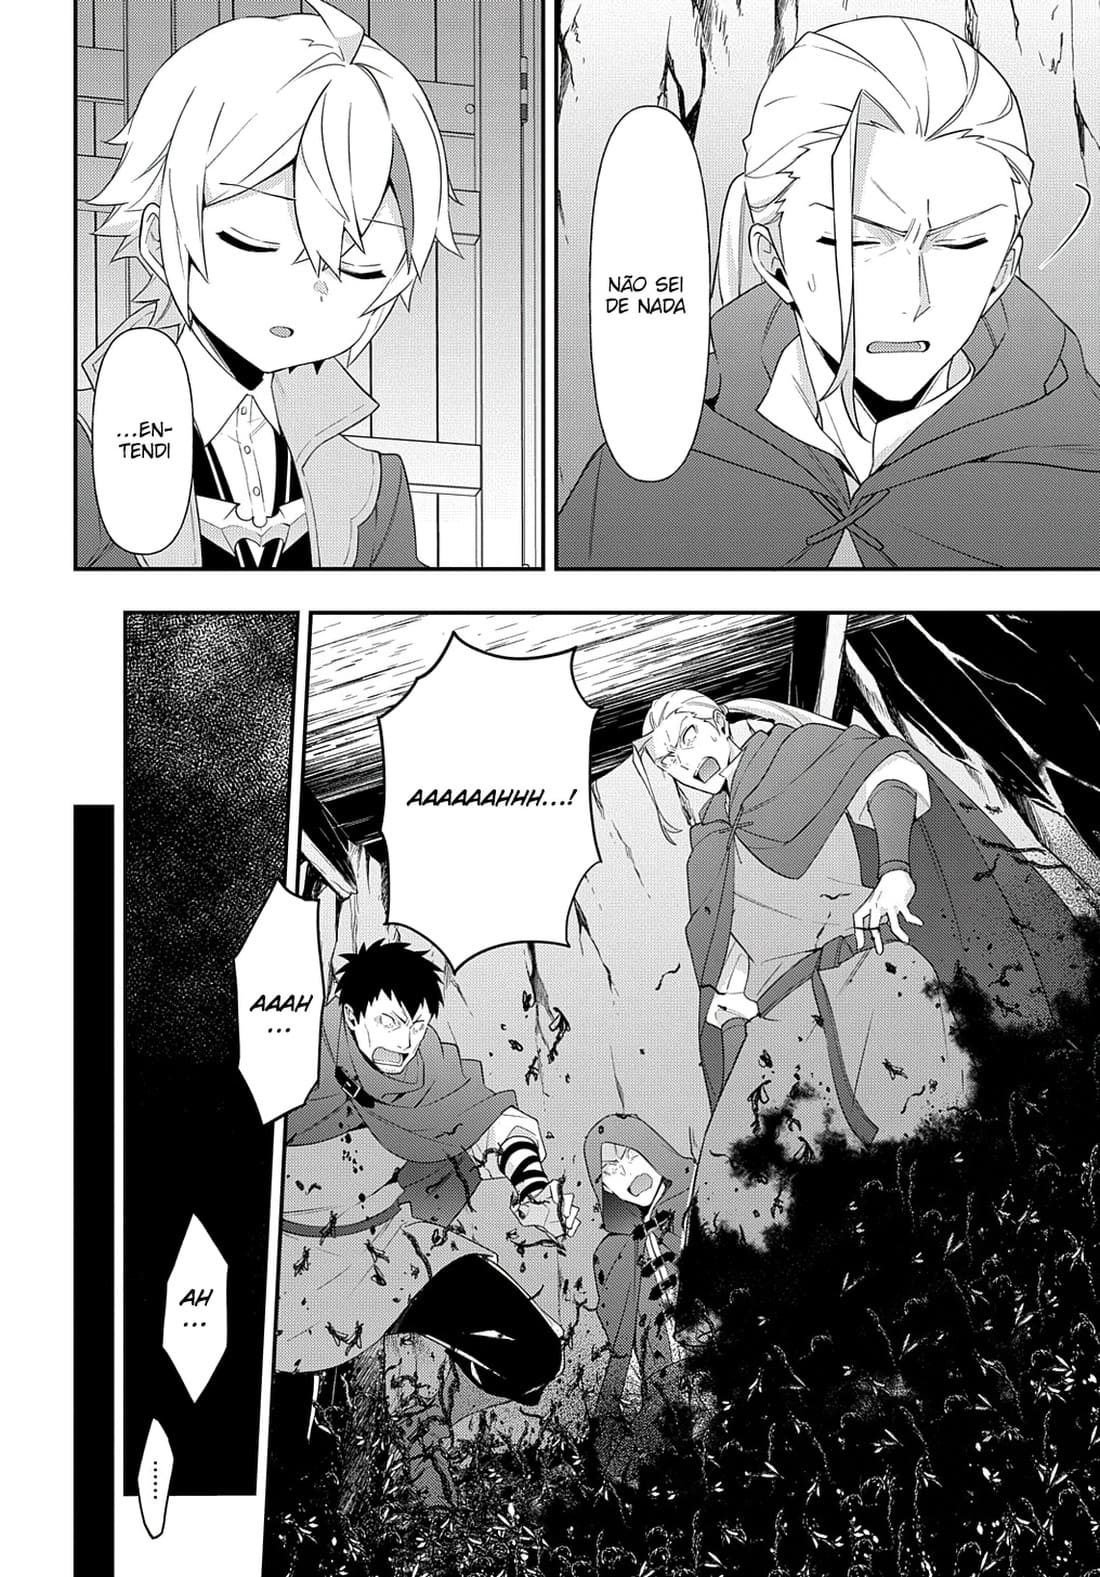 NÃO SEI
DE NADA
...EN-
TENDI
AAAAAAHHH...!
AAAH
...
AH
...
......